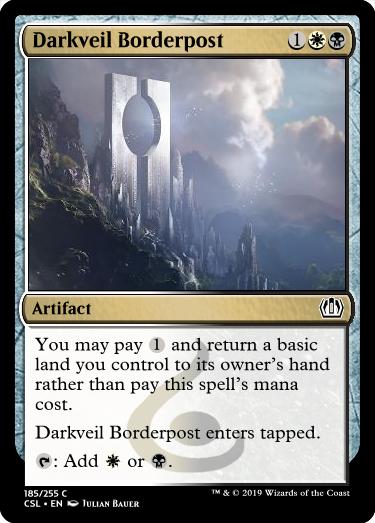 Darkveil Borderpost 1
Artifact
You may pay 1 and return a basic
land you control to its owner's hand
rather than pay this spell's mana
cost.
Darkveil Borderpost enters tapped.
: Add or .
185/255 C
CSL • EN Julian Bauer
™ & © 2019 Wizards of the Coast